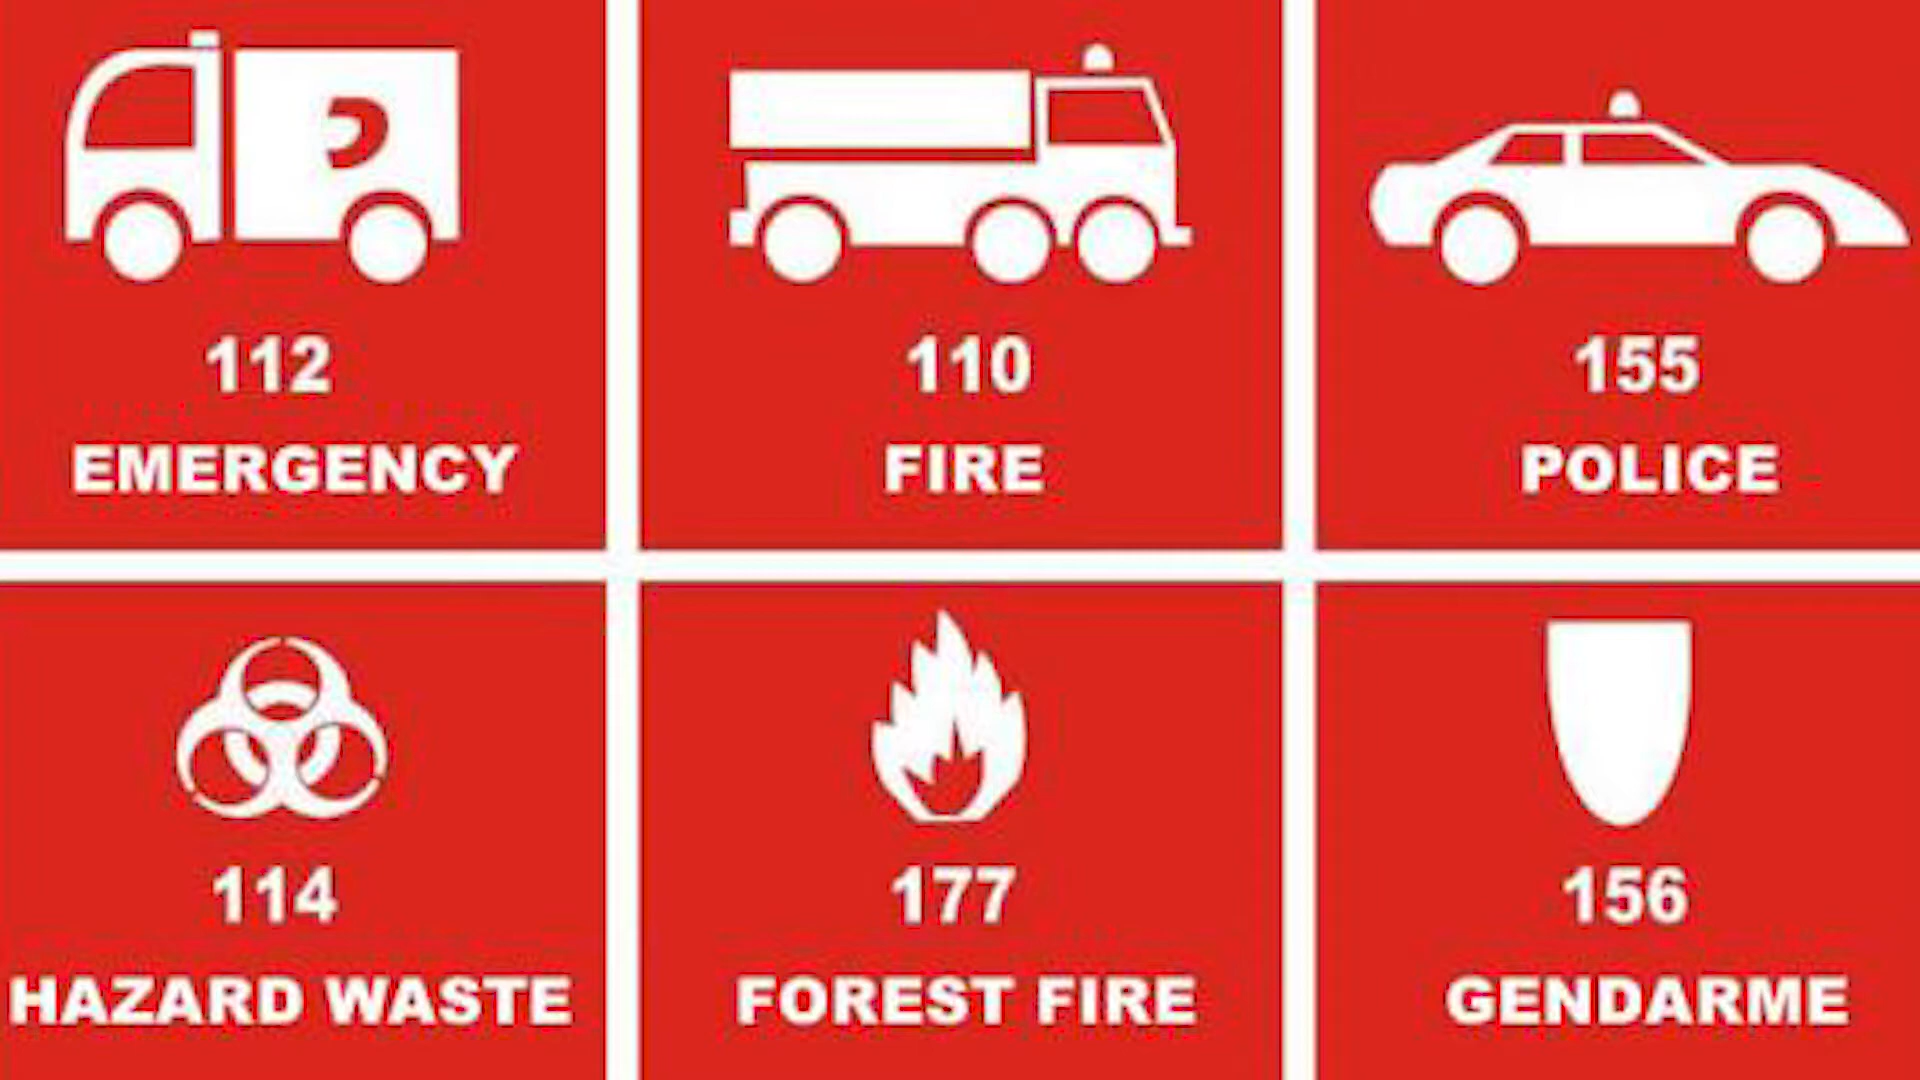 112
EMERGENCY
110
FIRE
155
POLICE
114
HAZARD WASTE
177
FOREST FIRE
156
GENDARME